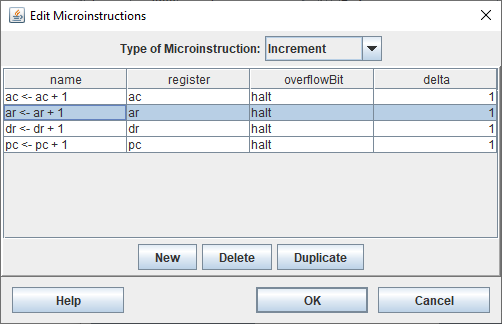 Edit Microinstructions
Type of Microinstruction: Increment
name register overflowBit delta
ac <- ac + 1 ac halt 1
ar <- ar + 1 ar halt 1
dr <- dr + 1 dr halt 1
pc <- pc + 1 pc halt 1
New Delete Duplicate
Help OK Cancel